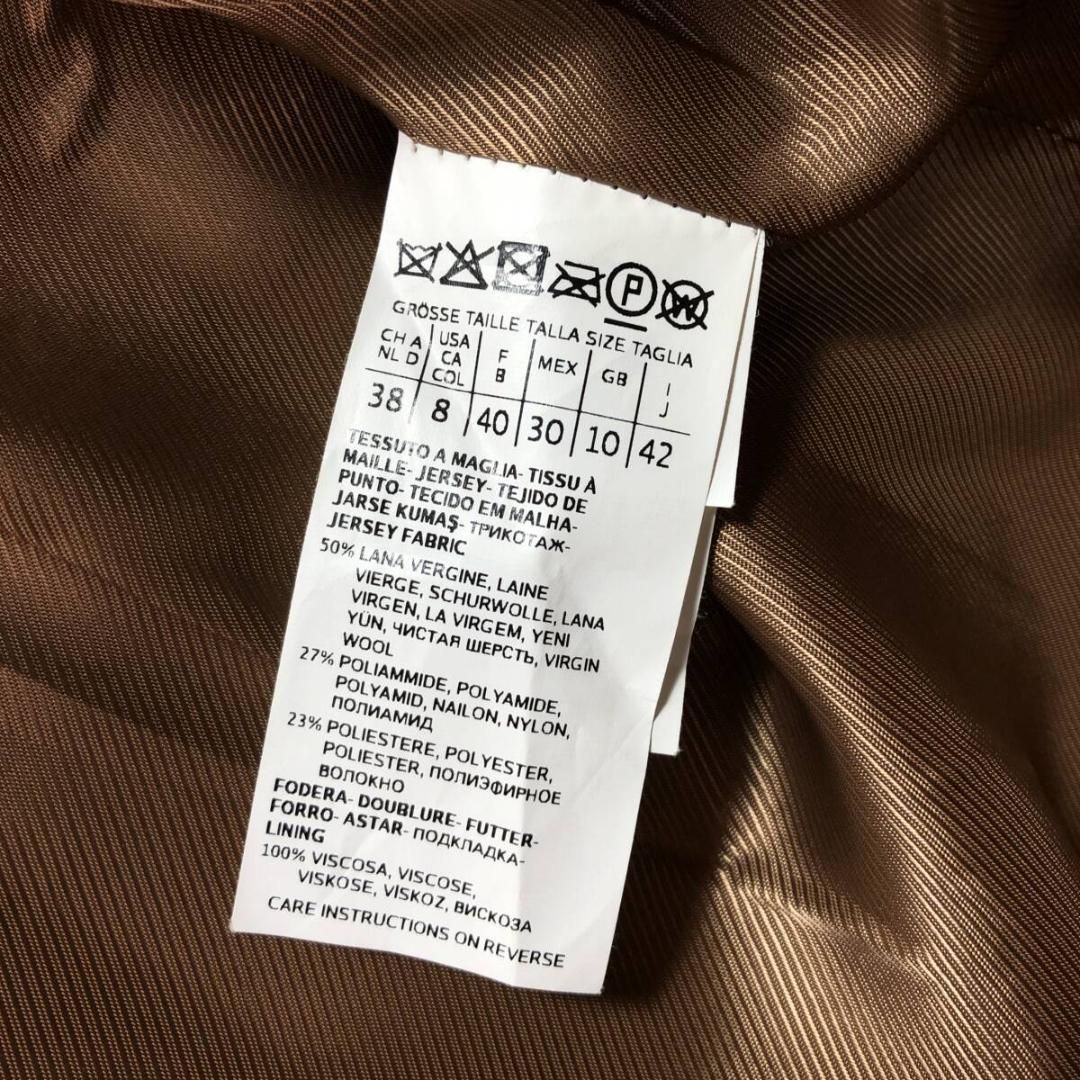 P W
GRÖSSE TAILLE TALLA SIZE TAGLIA
CH A NL D USA CA COL F B MEX GB I J
38 8 40 30 10 42
TESSUTO A MAGLIA- TISSU À
MAILLE- JERSEY- TEJIDO DE
PUNTO- TECIDO EM MALHA-
JARSE KUMAŞ- ТРИКОТАЖ-
JERSEY FABRIC
50% LANA VERGINE, LAINE
VIERGE, SCHURWOLLE, LANA
VIRGEN, LA VIRGEM, YENI
YÜN, ЧИСТАЯ ШЕРСТЬ, VIRGIN
WOOL
27% POLIAMMIDE, POLYAMIDE,
POLYAMID, NAILON, NYLON,
ПОЛИАМИД
23% POLIESTERE, POLYESTER,
POLIESTER, ПОЛИЭФИРНОЕ
ВОЛОКНО
FODERA- DOUBLURE- FUTTER-
FORRO- ASTAR- ПОДКЛАДКА-
LINING
100% VISCOSA, VISCOSE,
VISKOSE, VISKOZ, ВИСКОЗА
CARE INSTRUCTIONS ON REVERSE